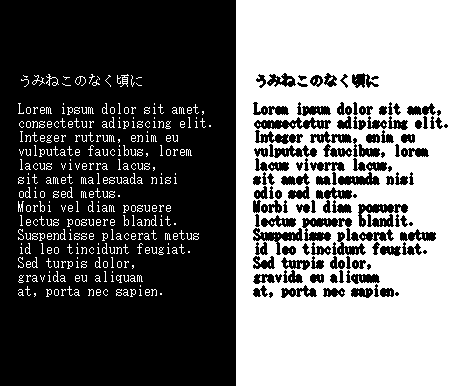 うみねこのなく頃に
Lorem ipsum dolor sit amet,
consectetur adipiscing elit.
Integer rutrum, enim eu
vulputate faucibus, lorem
lacus viverra lacus,
sit amet malesuada nisi
odio sed metus.
Morbi vel diam posuere
lectus posuere blandit.
Suspendisse placerat metus
id leo tincidunt feugiat.
Sed turpis dolor,
gravida eu aliquam
at, porta nec sapien.
うみねこのなく頃に
Lorem ipsum dolor sit amet,
consectetur adipiscing elit.
Integer rutrum, enim eu
vulputate faucibus, lorem
lacus viverra lacus,
sit amet malesuada nisi
odio sed metus.
Morbi vel diam posuere
lectus posuere blandit.
Suspendisse placerat metus
id leo tincidunt feugiat.
Sed turpis dolor,
gravida eu aliquam
at, porta nec sapien.